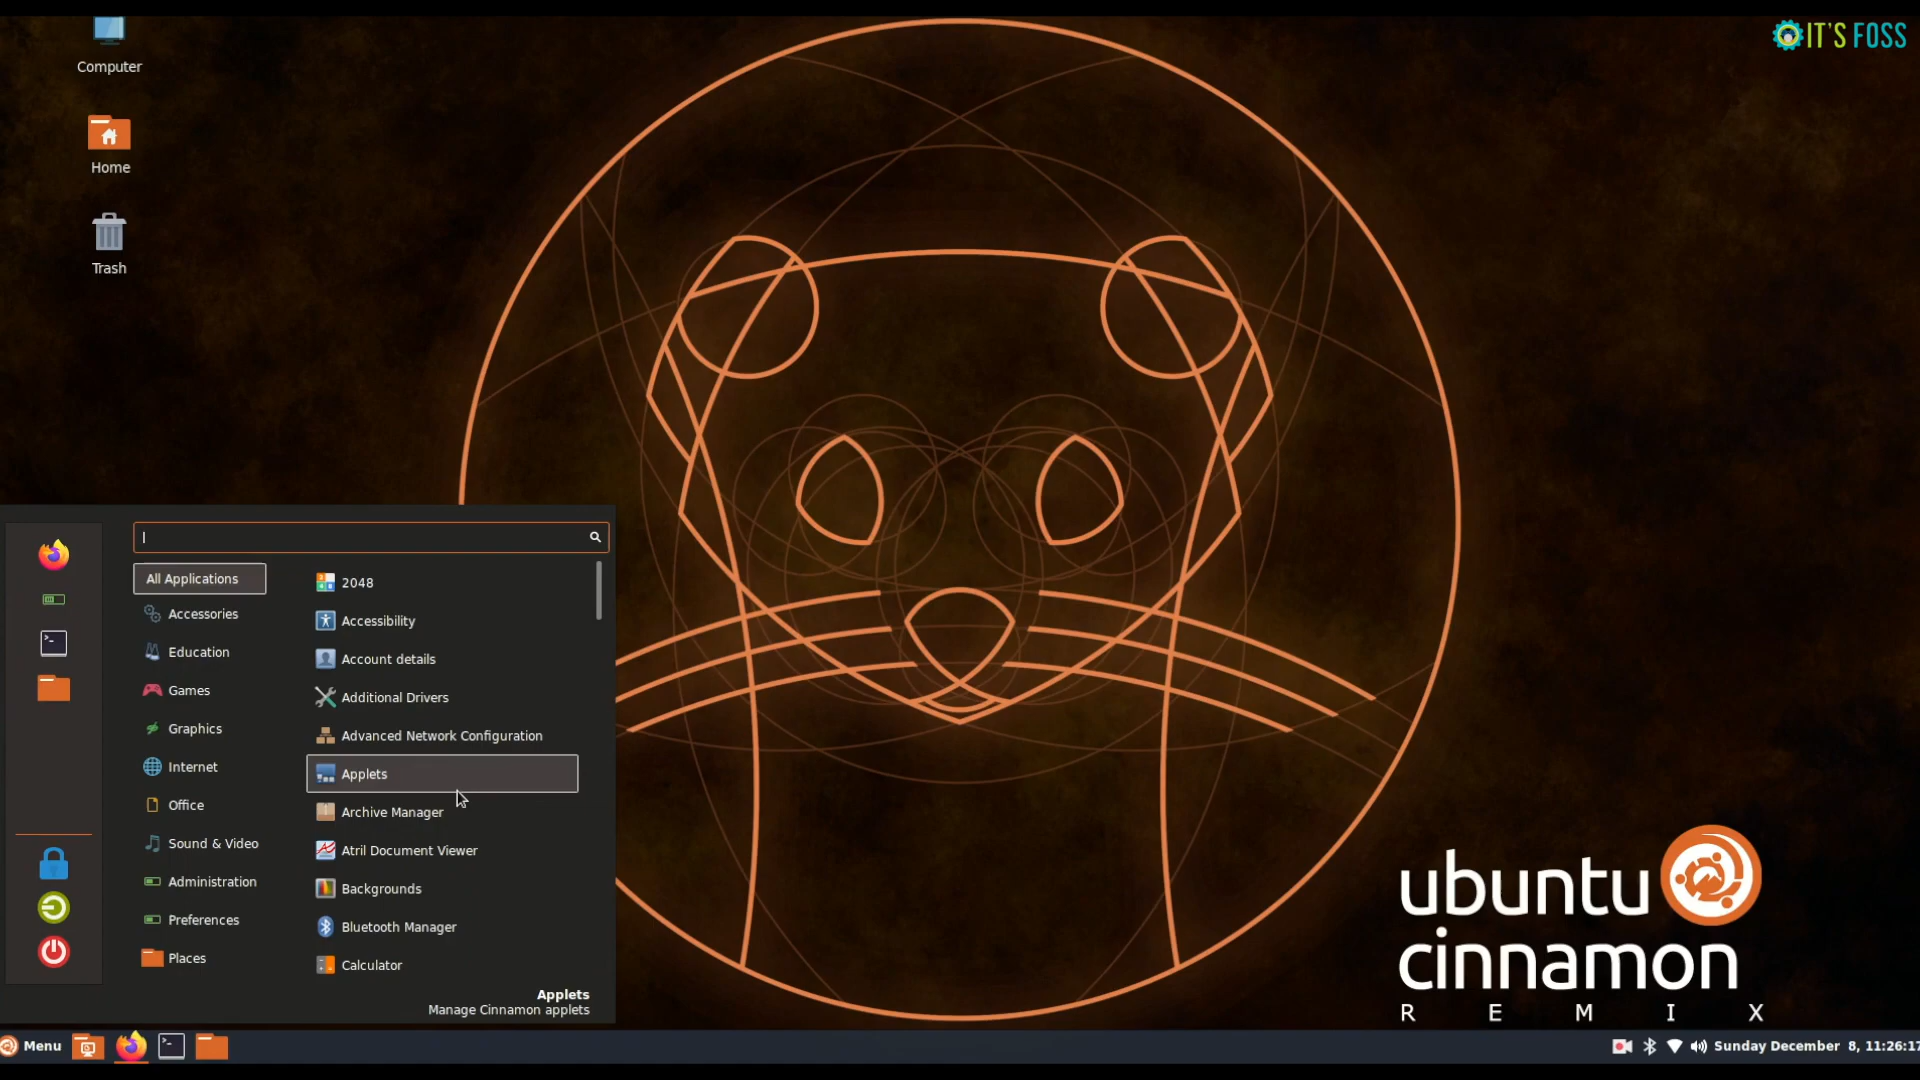 Computer
IT'S FOSS
Home
Trash
All Applications
Accessories
Education
Games
Graphics
Internet
Office
Sound & Video
Administration
Preferences
Places
2048
Accessibility
Account details
Additional Drivers
Advanced Network Configuration
Applets
Archive Manager
Atril Document Viewer
Backgrounds
Bluetooth Manager
Calculator
Applets
Manage Cinnamon applets
ubuntu
cinnamon
REMIX
Menu
Sunday December 8, 11:26:17